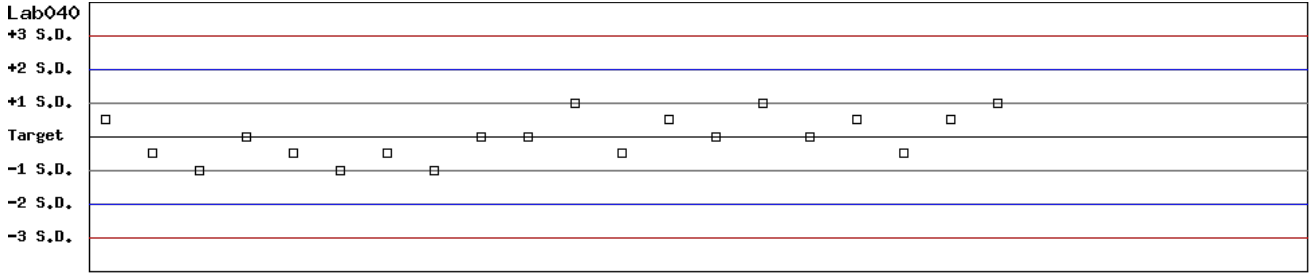 Lab040
+3 S.D.
+2 S.D.
+1 S.D.
Target
-1 S.D.
-2 S.D.
-3 S.D.